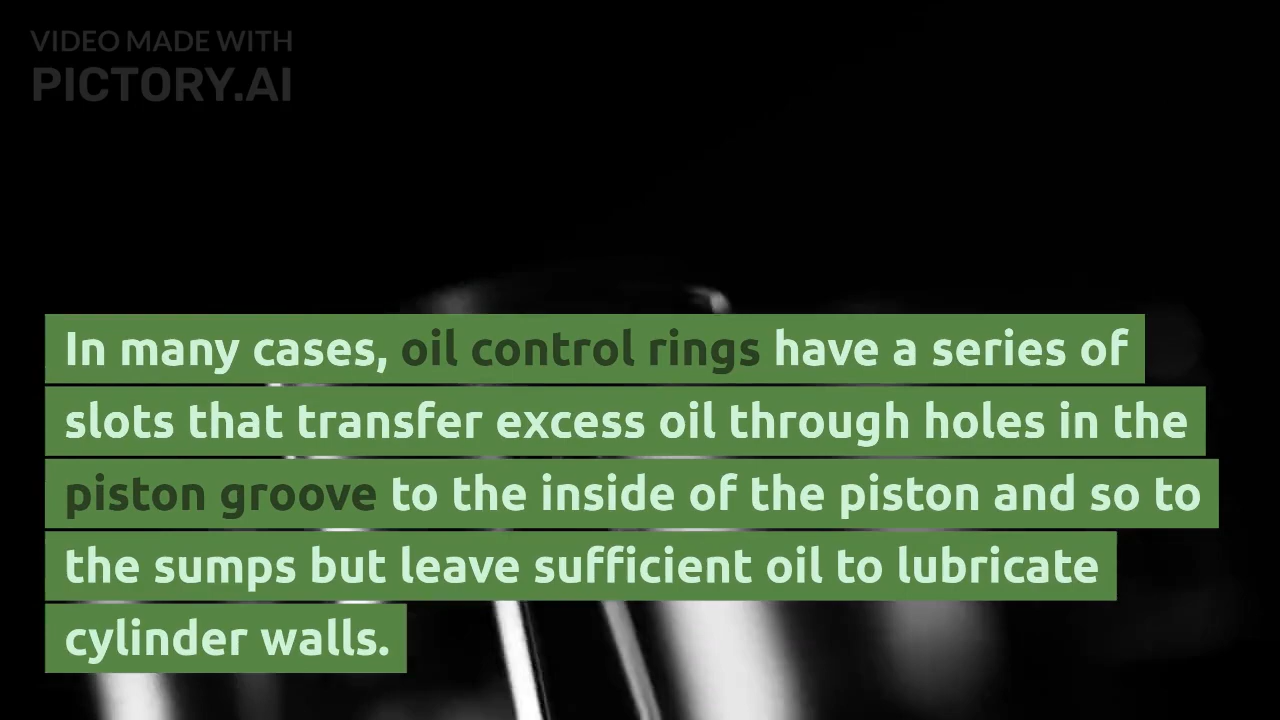 VIDEO MADE WITH
PICTORY.AI
In many cases, oil control rings have a series of
slots that transfer excess oil through holes in the
piston groove to the inside of the piston and so to
the sumps but leave sufficient oil to lubricate
cylinder walls.